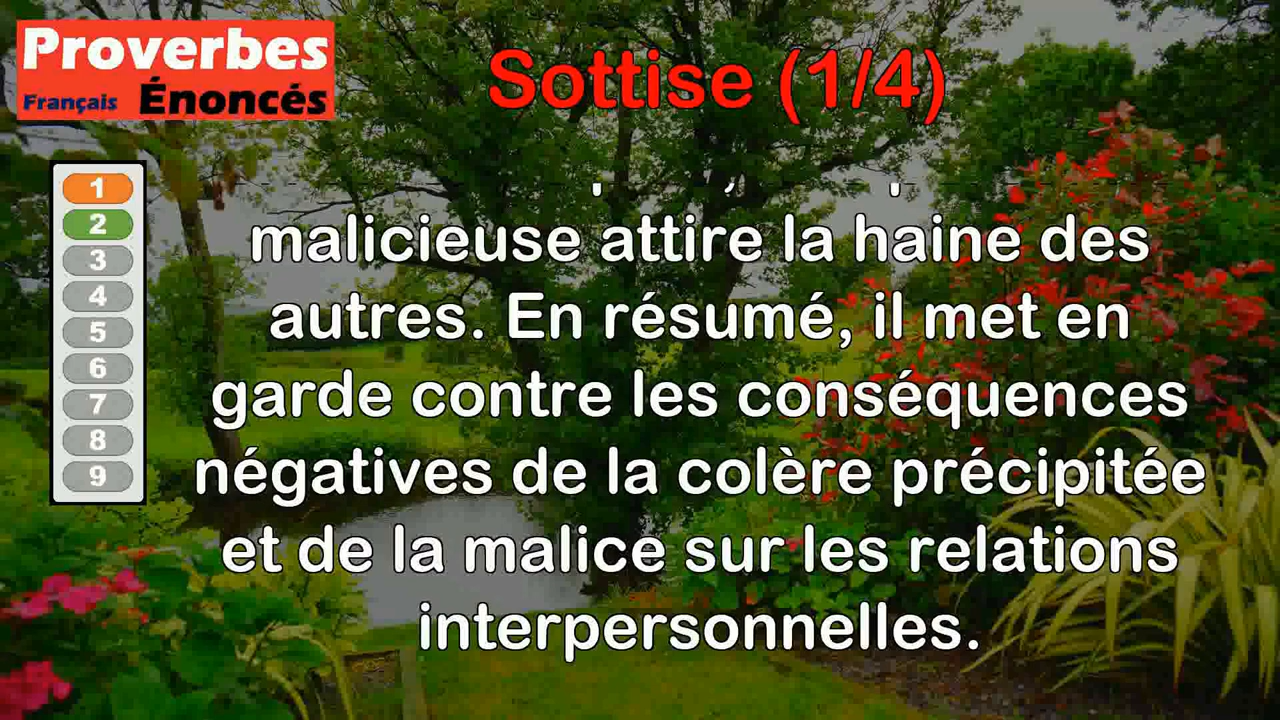 Proverbes
Français Énoncés
Sottise (1/4)
1
2
3
4
5
6
7
8
9
malicieuse attire la haine des
autres. En résumé, il met en
garde contre les conséquences
négatives de la colère précipitée
et de la malice sur les relations
interpersonnelles.